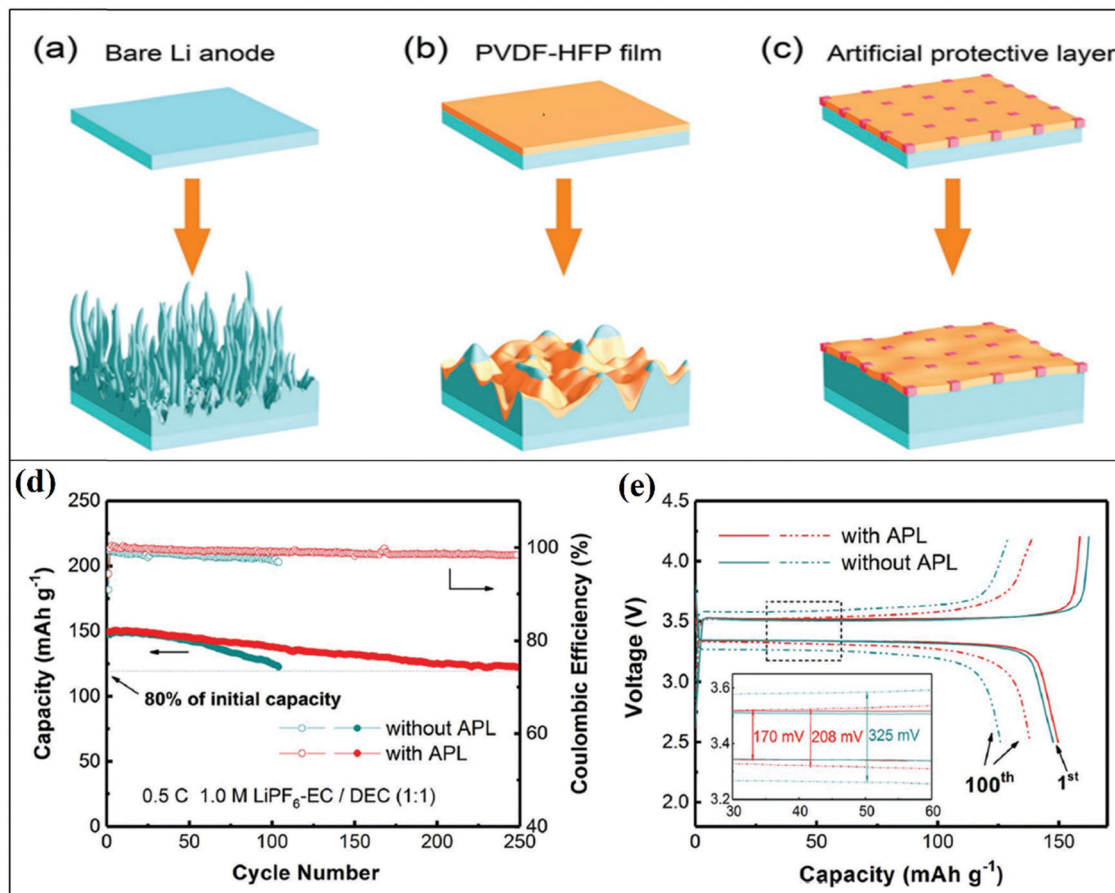 (a) Bare Li anode
(b) PVDF-HFP film
(c) Artificial protective layer
(d)
250
200
150
100
125
0
Capacity (mAh g⁻¹)
0 50 100 150 200 250
Cycle Number
100
80
60
40
Coulombic Efficiency (%)
80% of initial capacity
without APL
with APL
0.5 C 1.0 M LiPF₆-EC / DEC (1:1)
(e)
4.5
4.0
3.5
3.0
2.5
2.0
Voltage (V)
0 50 100 150
Capacity (mAh g⁻¹)
with APL
without APL
3.6
3.4
3.2
30 40 50 60
170 mV
208 mV
325 mV
100th
1st